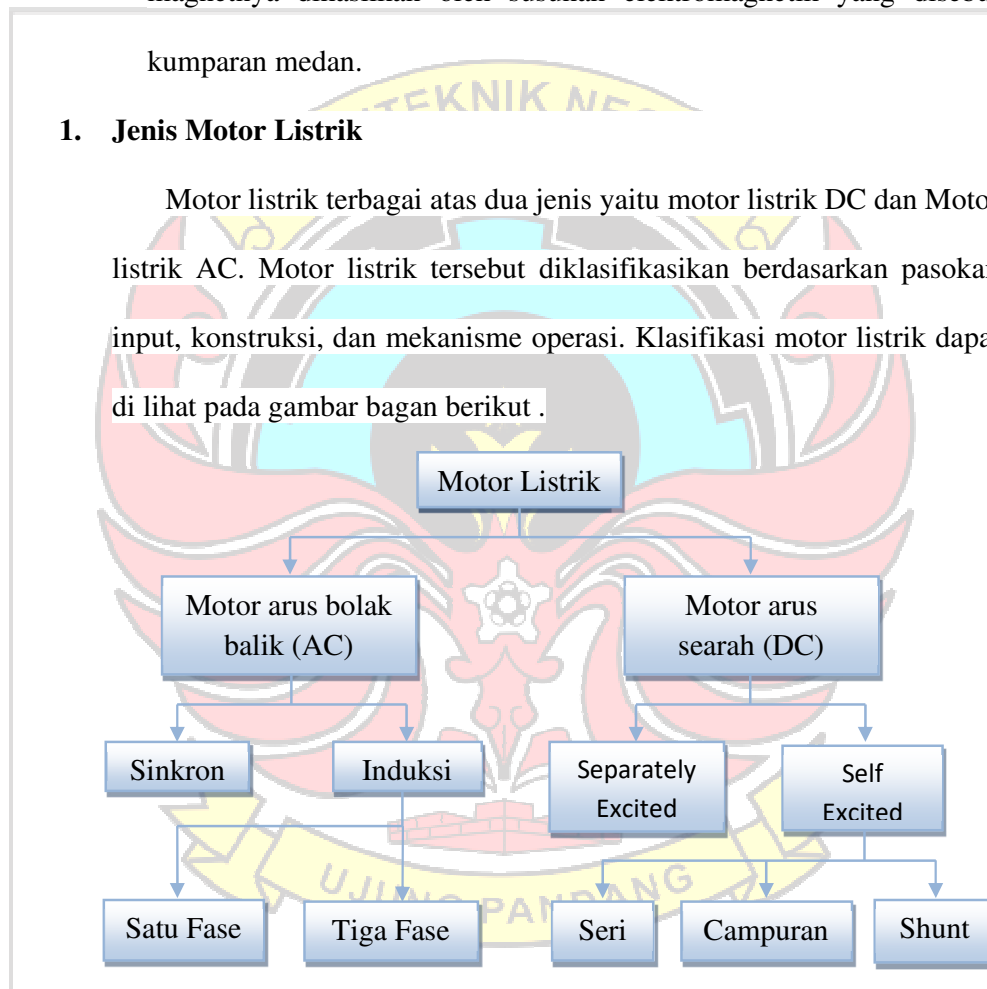 kumparan medan.
1. Jenis Motor Listrik
Motor listrik terbagai atas dua jenis yaitu motor listrik DC dan Moto
listrik AC. Motor listrik tersebut diklasifikasikan berdasarkan pasokan
input, konstruksi, dan mekanisme operasi. Klasifikasi motor listrik dapa
di lihat pada gambar bagan berikut .
Motor Listrik
Motor arus bolak
balik (AC)
Motor arus
searah (DC)
Sinkron
Induksi
Separately
Excited
Self
Excited
Satu Fase
Tiga Fase
Seri
Campuran
Shunt
UJUNG PANDANG